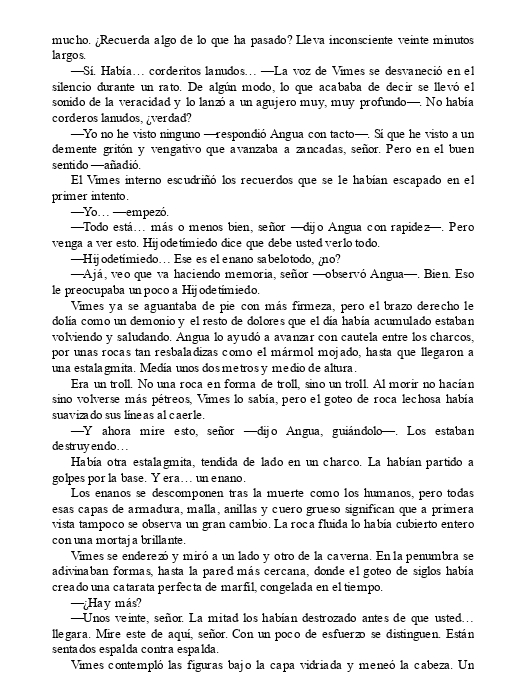 mucho. ¿Recuerda algo de lo que ha pasado? Lleva inconsciente veinte minutos
largos.
—Sí. Había… corderitos lanudos… —La voz de Vimes se desvaneció en el
silencio durante un rato. De algún modo, lo que acababa de decir se llevó el
sonido de la veracidad y lo lanzó a un agujero muy, muy profundo—. No había
corderos lanudos, ¿verdad?
—Yo no he visto ninguno —respondió Angua con tacto—. Sí que he visto a un
demente gritón y vengativo que avanzaba a zancadas, señor. Pero en el buen
sentido —añadió.
El Vimes interno escudriñó los recuerdos que se le habían escapado en el
primer intento.
—Yo… —empezó.
—Todo está… más o menos bien, señor —dijo Angua con rapidez—. Pero
venga a ver esto. Hijodetimiedo dice que debe usted verlo todo.
—Hijodetimiedo… Ese es el enano sabelotodo, ¿no?
—Ajá, veo que va haciendo memoria, señor —observó Angua—. Bien. Eso
le preocupaba un poco a Hijodetimiedo.
Vimes ya se aguantaba de pie con más firmeza, pero el brazo derecho le
dolía como un demonio y el resto de dolores que el día había acumulado estaban
volviendo y saludando. Angua lo ayudó a avanzar con cautela entre los charcos,
por unas rocas tan resbaladizas como el mármol mojado, hasta que llegaron a
una estalagmita. Medía unos dos metros y medio de altura.
Era un troll. No una roca en forma de troll, sino un troll. Al morir no hacían
sino volverse más pétreos, Vimes lo sabía, pero el goteo de roca lechosa había
suavizado sus líneas al caerle.
—Y ahora mire esto, señor —dijo Angua, guiándolo—. Los estaban
destruyendo…
Había otra estalagmita, tendida de lado en un charco. La habían partido a
golpes por la base. Y era… un enano.
Los enanos se descomponen tras la muerte como los humanos, pero todas
esas capas de armadura, malla, anillas y cuero grueso significan que a primera
vista tampoco se observa un gran cambio. La roca fluida lo había cubierto entero
con una mortaja brillante.
Vimes se enderezó y miró a un lado y otro de la caverna. En la penumbra se
adivinaban formas, hasta la pared más cercana, donde el goteo de siglos había
creado una catarata perfecta de marfil, congelada en el tiempo.
—¿Hay más?
—Unos veinte, señor. La mitad los habían destrozado antes de que usted…
llegara. Mire este de aquí, señor. Con un poco de esfuerzo se distinguen. Están
sentados espalda contra espalda.
Vimes contempló las figuras bajo la capa vidriada y meneó la cabeza. Un